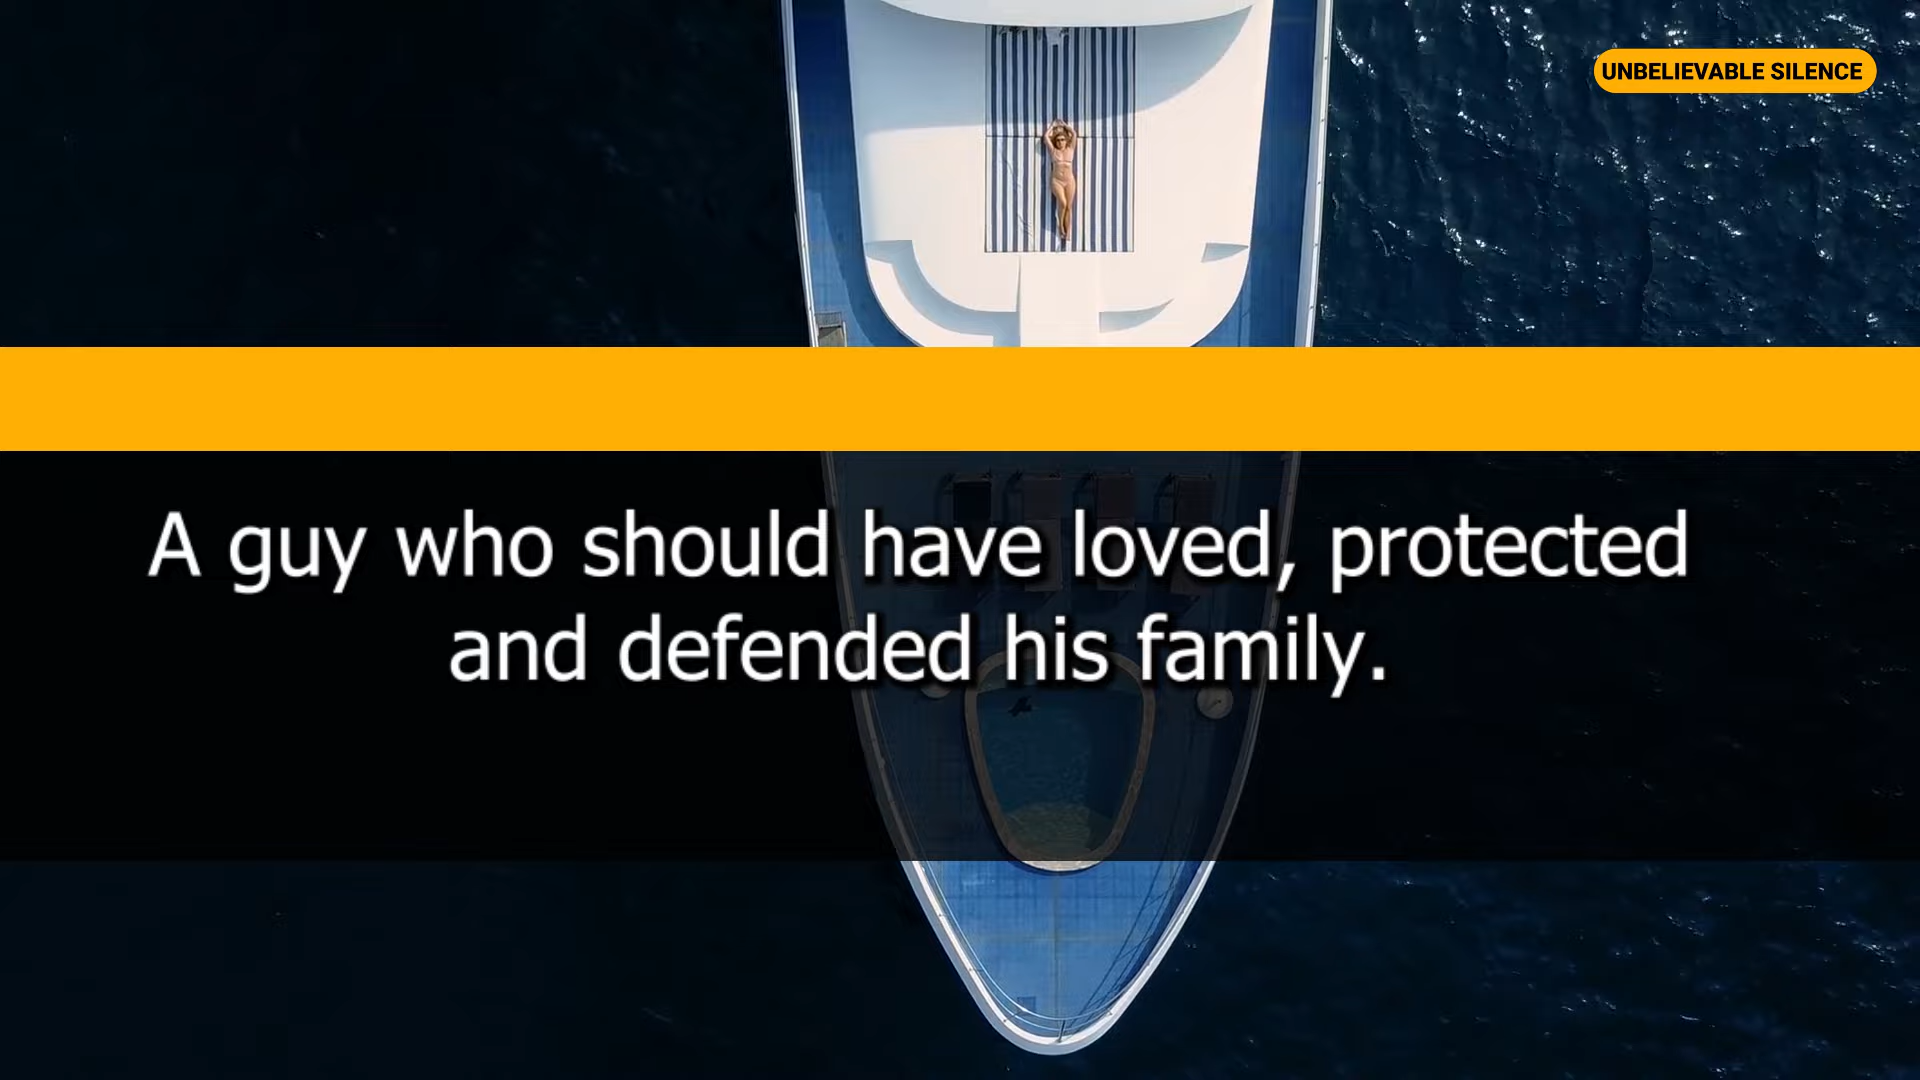 UNBELIEVABLE SILENCE
A guy who should have loved, protected
and defended his family.